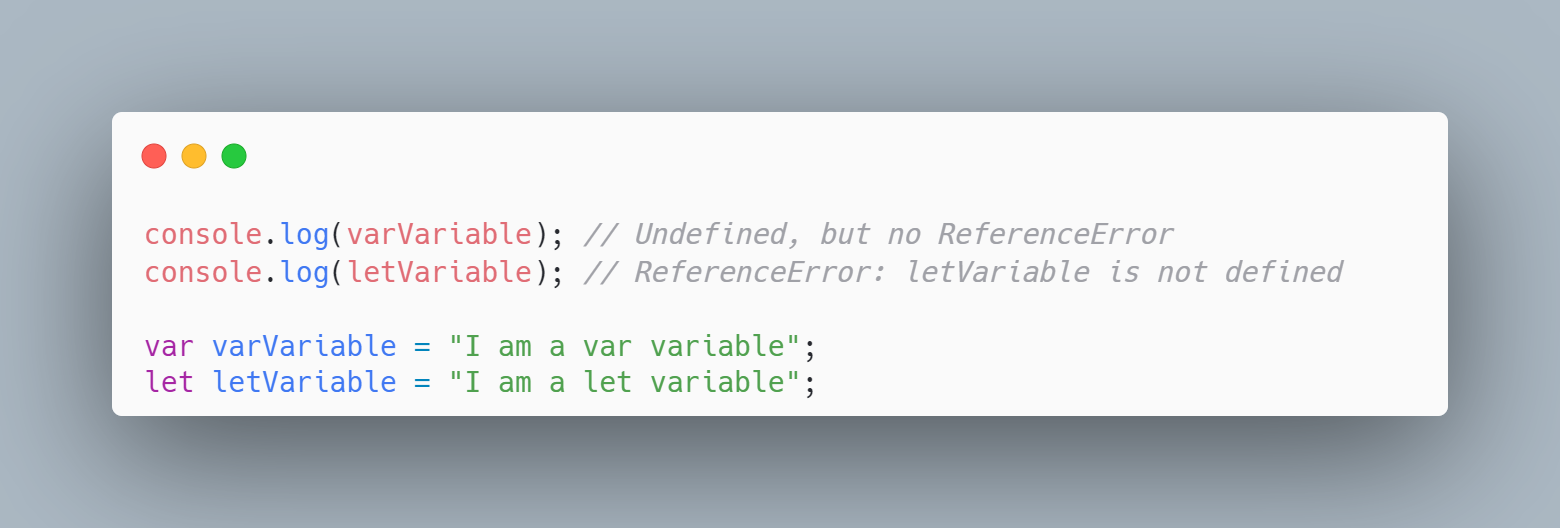 console.log(varVariable); // Undefined, but no ReferenceError
console.log(letVariable); // ReferenceError: letVariable is not defined
var varVariable = "I am a var variable";
let letVariable = "I am a let variable";